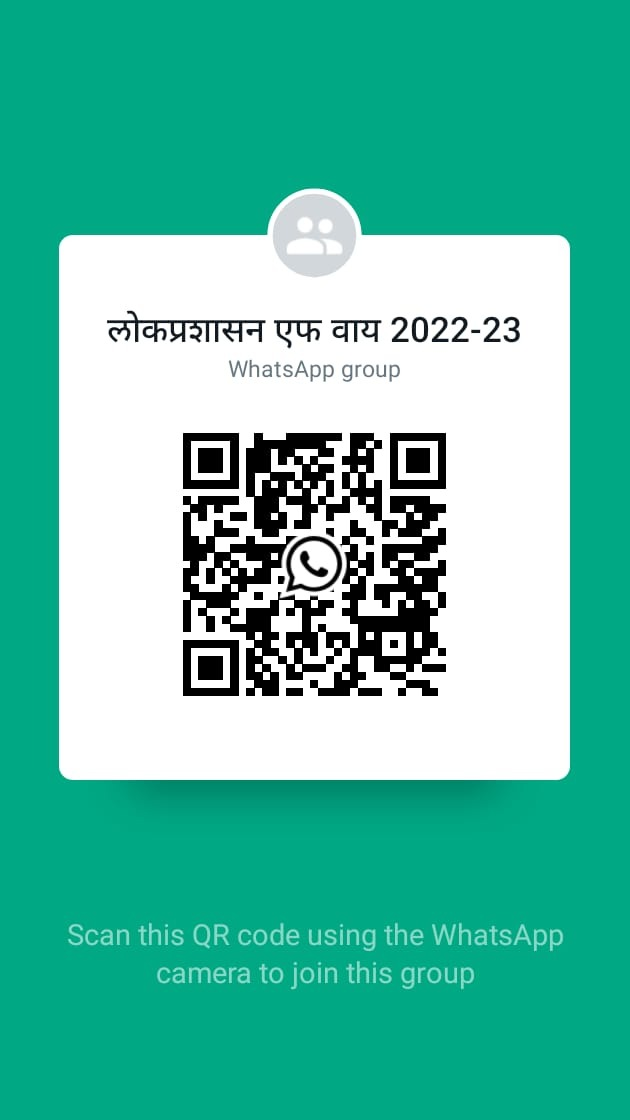 लोकप्रशासन एफ वाय 2022-23
WhatsApp group
Scan this QR code using the WhatsApp
camera to join this group